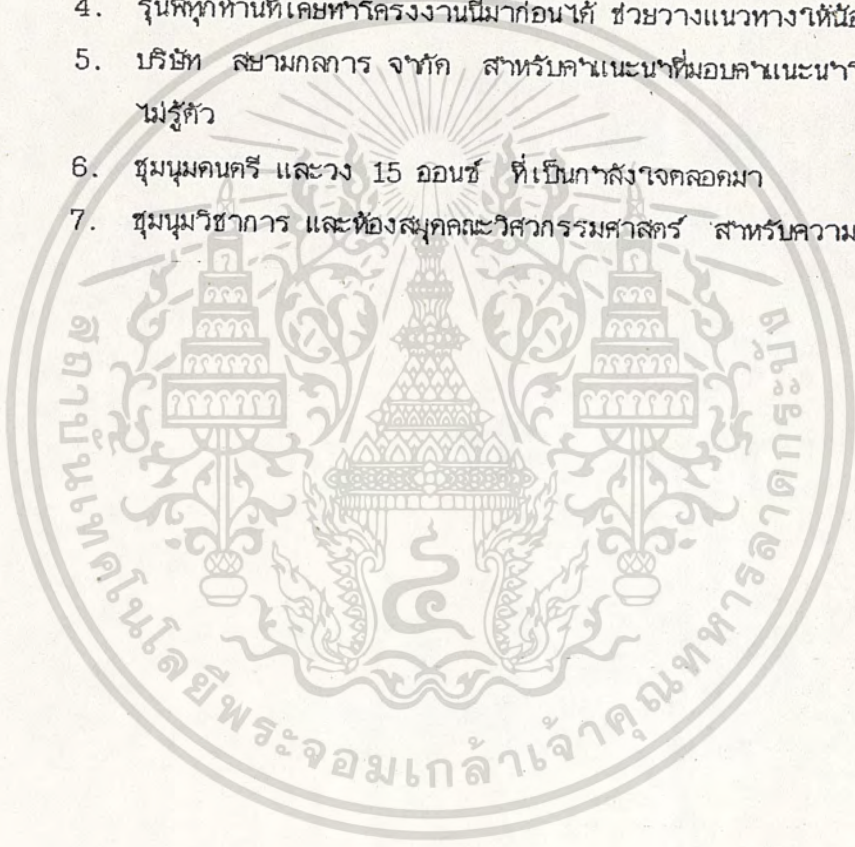 4. รุ่นพี่ทุกท่านที่เคยทำโครงงานนี้มาก่อนได้ ช่วยวางแนวทางให้น้อ
5. บริษัท สยามกลการ จำกัด สำหรับคำแนะนำที่มอบคำแนะนำร
ไม่รู้ตัว
6. ชุมนุมดนตรี และวง 15 ออนซ์ ที่เป็นกำลังใจตลอดมา
7. ชุมนุมวิชาการ และห้องสมุดคณะวิศวกรรมศาสตร์ สำหรับความ
สถาบันเทคโนโลยีพระจอมเกล้าเจ้าคุณทหารลาดกระบัง